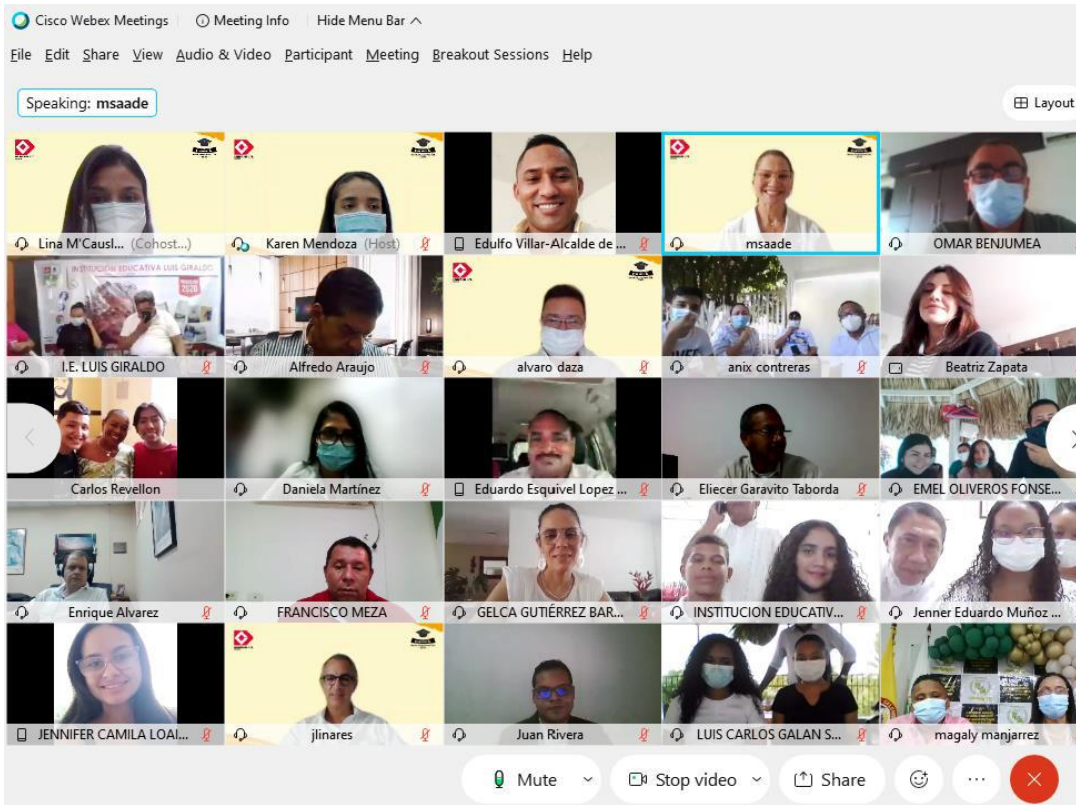 Cisco Webex Meetings
Meeting Info
Hide Menu Bar
File Edit Share View Audio & Video Participant Meeting Breakout Sessions Help
Speaking: msaade
Layout
Lina M'Causl... (Cohost...)
Karen Mendoza (Host)
Edulfo Villar-Alcalde de ...
msaade
OMAR BENJUMEA
INSTITUCIÓN EDUCATIVA LUIS GIRALDO
2020
I.E. LUIS GIRALDO
Alfredo Araujo
alvaro daza
anix contreras
Beatriz Zapata
Carlos Revellon
Daniela Martínez
Eduardo Esquivel Lopez ...
Eliecer Garavito Taborda
EMEL OLIVEROS FONSE...
Enrique Alvarez
FRANCISCO MEZA
GELCA GUTIÉRREZ BAR...
INSTITUCION EDUCATIV...
Jenner Eduardo Muñoz ...
JENNIFER CAMILA LOAI...
jlinares
Juan Rivera
LUIS CARLOS GALAN S...
magaly manjarrez
Mute
Stop video
Share